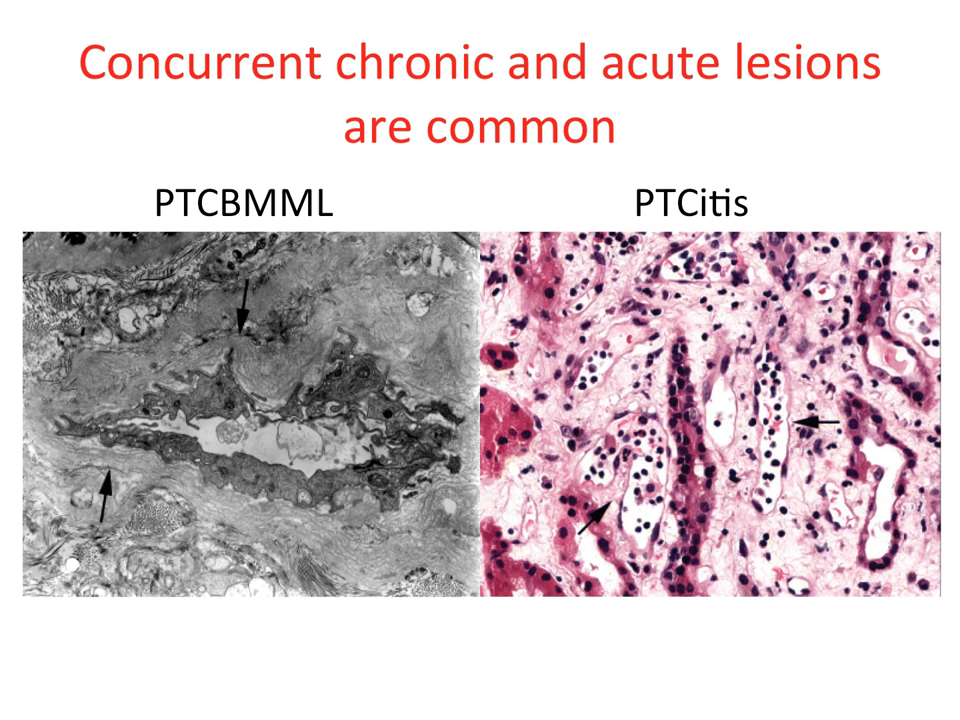 Concurrent chronic and acute lesions
are common
PTCBMML
PTCitis